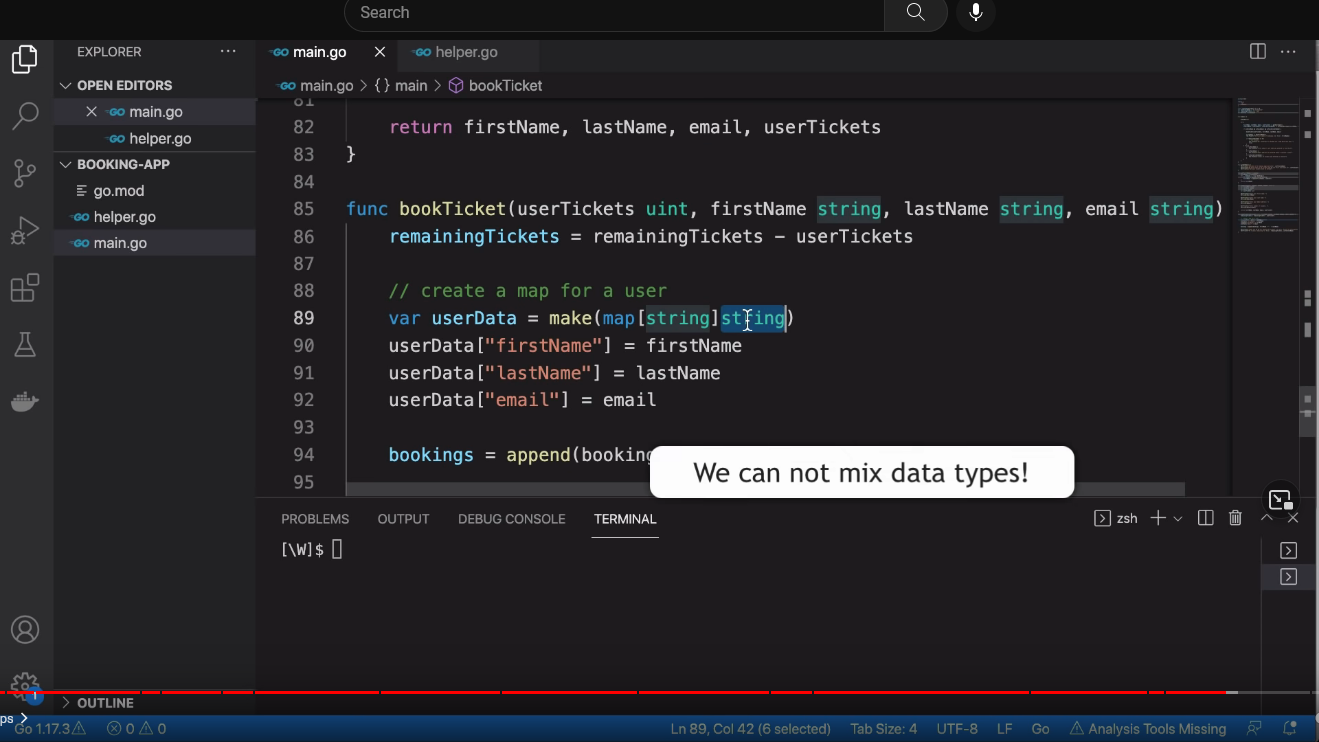 Search
EXPLORER ···
main.go
helper.go
···
OPEN EDITORS
main.go
helper.go
BOOKING-APP
go.mod
helper.go
main.go
OUTLINE
main.go > {} main > bookTicket
81
82 return firstName, lastName, email, userTickets
83 }
84
85 func bookTicket(userTickets uint, firstName string, lastName string, email string)
86 remainingTickets = remainingTickets - userTickets
87
88 // create a map for a user
89 var userData = make(map[string]string)
90 userData["firstName"] = firstName
91 userData["lastName"] = lastName
92 userData["email"] = email
93
94 bookings = append(booking
95
We can not mix data types!
PROBLEMS OUTPUT DEBUG CONSOLE TERMINAL
zsh
[\W]$
1
ps >
Go 1.17.3 0 0 Ln 89, Col 42 (6 selected) Tab Size: 4 UTF-8 LF Go Analysis Tools Missing